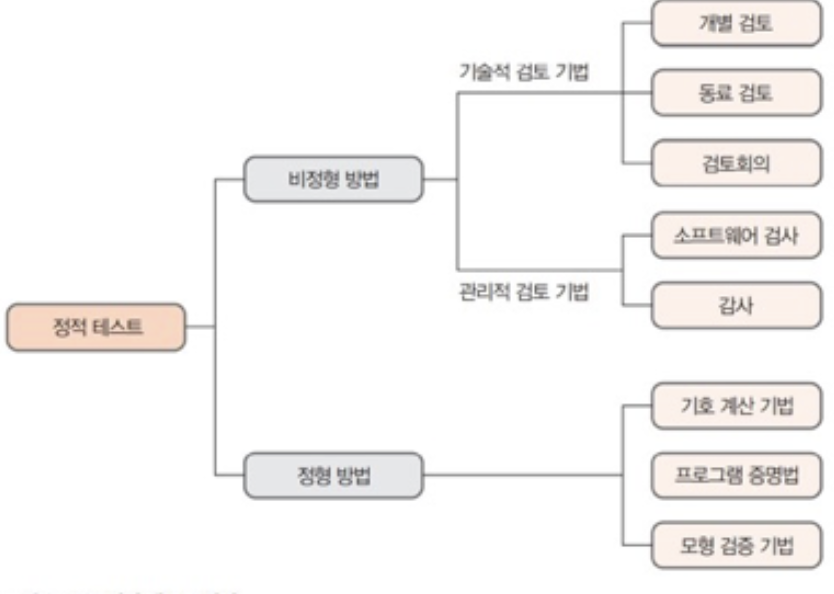 개별 검토
기술적 검토 기법
동료 검토
검토회의
비정형 방법
소프트웨어 검사
관리적 검토 기법
감사
정적 테스트
기호 계산 기법
정형 방법
프로그램 증명법
모형 검증 기법